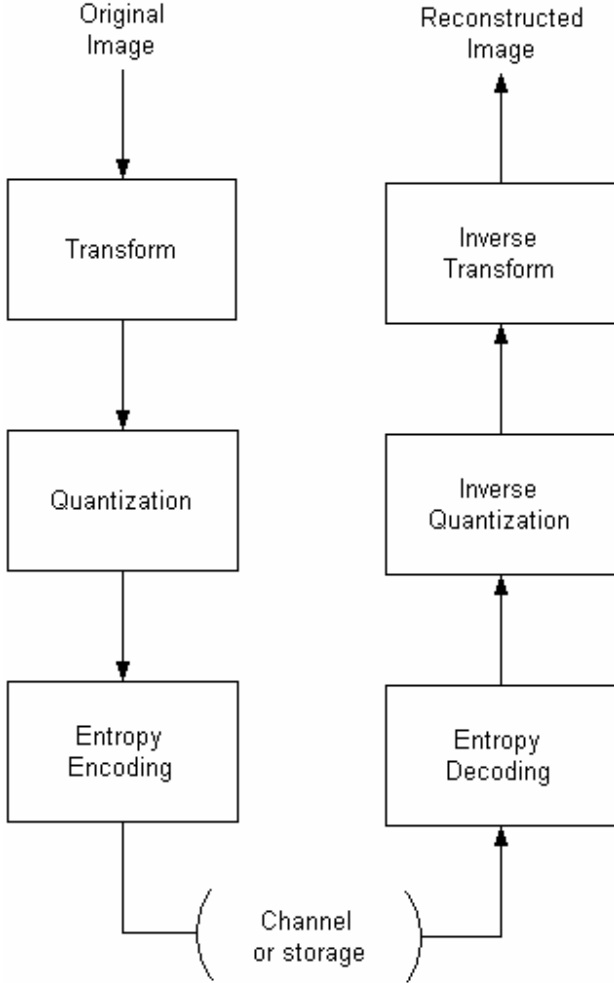 Original
Image
Transform
Quantization
Entropy
Encoding
Channel
or storage
Entropy
Decoding
Inverse
Quantization
Inverse
Transform
Reconstructed
Image